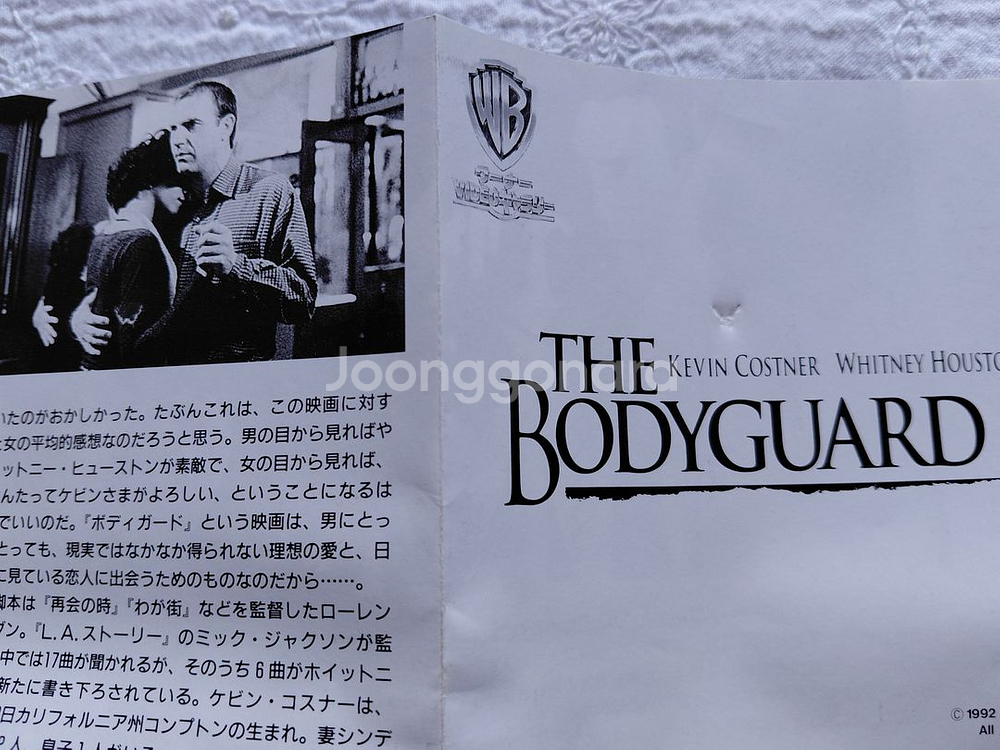 いたのがおかしかった。たぶんこれは、この映画に対す
女の平均的感想なのだろうと思う。男の目から見ればや
ットニー・ヒューストンが素敵で、女の目から見れば、
んたってケビンさまがよろしい、ということになるは
でいいのだ。『ボディガード』という映画は、男にとっ
とっても、現実ではなかなか得られない理想の愛と、日
に見ている恋人に出会うためのものなのだから……。
脚本は『再会の時』『わが街』などを監督したローレン
ダン。『L.A.ストーリー』のミック・ジャクソンが監
中では17曲が聞かれるが、そのうち6曲がホイットニ
新たに書き下ろされている。ケビン・コスナーは、
日カリフォルニア州コンプトンの生まれ。妻シンデ
人、息子1人がいる
WB
ワーナー
VIDEO
THE
KEVIN COSTNER WHITNEY HOUSTO
BODYGUARD
© 1992
All
Joonggonara